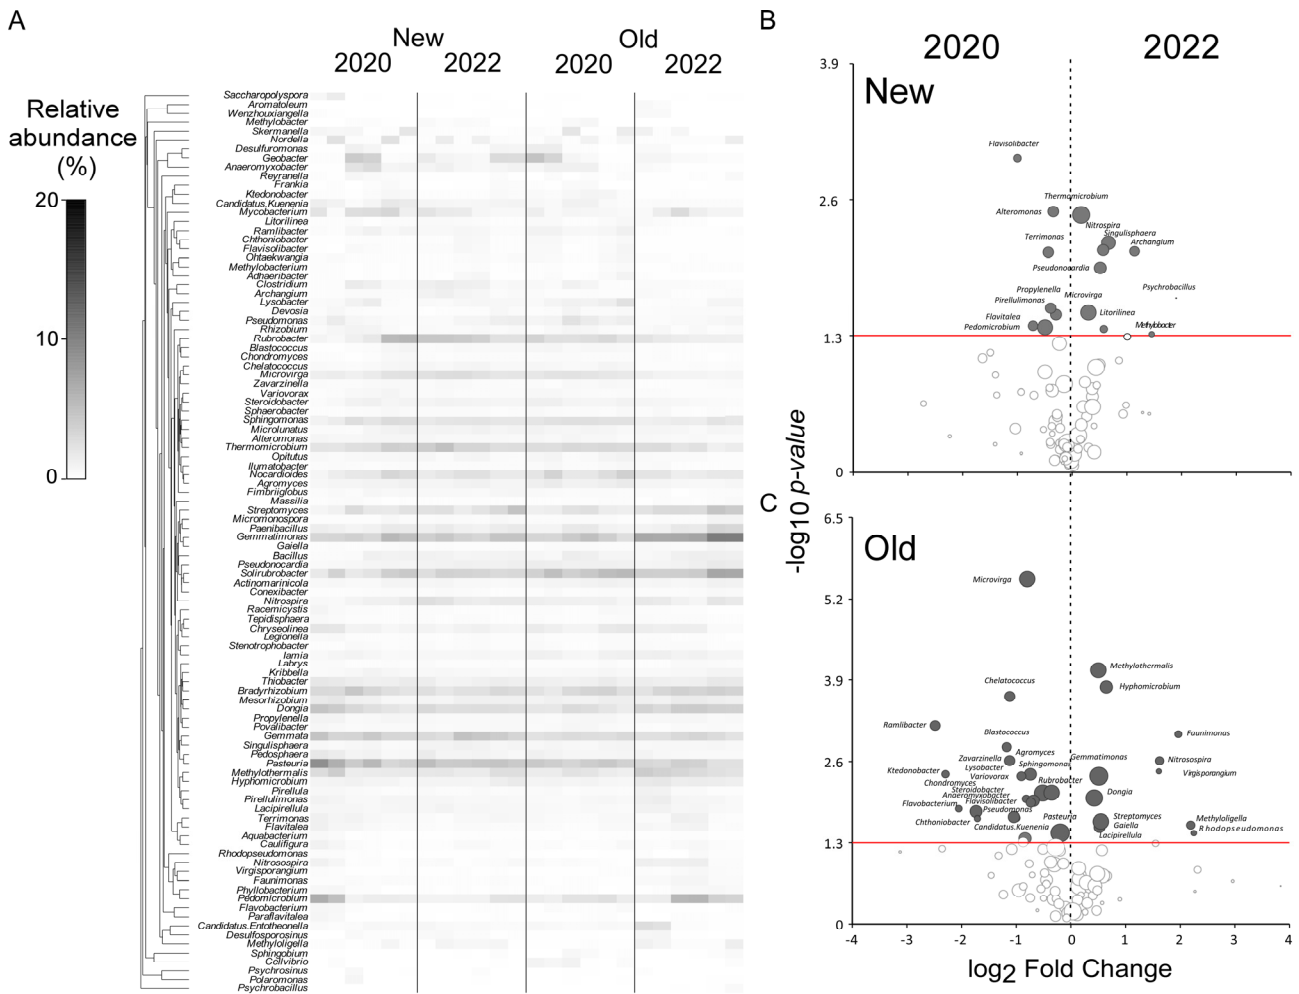 A
New
Old
2020
2022
2020
2022
Relative
abundance
(%)
20
10
0
Saccharopolyspora
Aromatoleum
Wenzhouxiangella
Methylobacter
Skermanella
Nordella
Desulfuromonas
Geobacter
Anaeromyxobacter
Reyranella
Frankia
Ktedonobacter
Candidatus.Kuenenia
Mycobacterium
Litorilinea
Ramlibacter
Chthoniobacter
Flavisolibacter
Ohtaekwangia
Methylobacterium
Adhaeribacter
Clostridium
Archangium
Lysobacter
Devosia
Pseudomonas
Rhizobium
Rubrobacter
Blastococcus
Chondromyces
Chelatococcus
Microvirga
Zavarzinella
Variovorax
Steroidobacter
Sphaerobacter
Sphingomonas
Microlunatus
Alteromonas
Thermomicrobium
Opitutus
Ilumatobacter
Nocardioides
Agromyces
Fimbriiglobus
Massilia
Streptomyces
Micromonospora
Paenibacillus
Gemmatimonas
Gaiella
Bacillus
Pseudonocardia
Solirubrobacter
Actinomarinicola
Conexibacter
Nitrospira
Racemicystis
Tepidisphaera
Chryseolinea
Legionella
Stenotrophobacter
Iamia
Labrys
Kribbella
Thiobacter
Bradyrhizobium
Mesorhizobium
Dongia
Propylenella
Povalibacter
Gemmata
Singulisphaera
Pedosphaera
Pasteuria
Methylothermalis
Hyphomicrobium
Pirellula
Pirellulimonas
Lacipirellula
Terrimonas
Flavitalea
Aquabacterium
Caulifigura
Rhodopseudomonas
Nitrosospira
Virgisporangium
Faunimonas
Phyllobacterium
Pedomicrobium
Flavobacterium
Paraflavitalea
Candidatus.Entotheonella
Desulfosporosinus
Methyloligella
Sphingobium
Cellvibrio
Psychrosinus
Polaromonas
Psychrobacillus
B
2020
2022
3.9
New
Flavisolibacter
2.6
Thermomicrobium
Alteromonas
Nitrospira
Singulisphaera
Terrimonas
Archangium
Pseudonocardia
Psychrobacillus
Propylenella
Microvirga
Pirellulimonas
Flavitalea
Litorilinea
Pedomicrobium
Methylobacter
1.3
0
-log10 p-value
C
6.5
Old
Microvirga
5.2
Methylothermalis
3.9
Chelatococcus
Hyphomicrobium
Ramlibacter
Blastococcus
Faunimonas
Agromyces
2.6
Zavarzinella
Gemmatimonas
Nitrosospira
Lysobacter
Sphingomonas
Ktedonobacter
Variovorax
Virgisporangium
Chondromyces
Rubrobacter
Steroidobacter
Dongia
Anaeromyxobacter
Flavobacterium
Flavisolibacter
Pseudomonas
Chthoniobacter
Pasteuria
Streptomyces
Methyloligella
Candidatus.Kuenenia
Gaiella
Rhodopseudomonas
Lacipirellula
1.3
0
-4
-3
-2
-1
0
1
2
3
4
log2 Fold Change